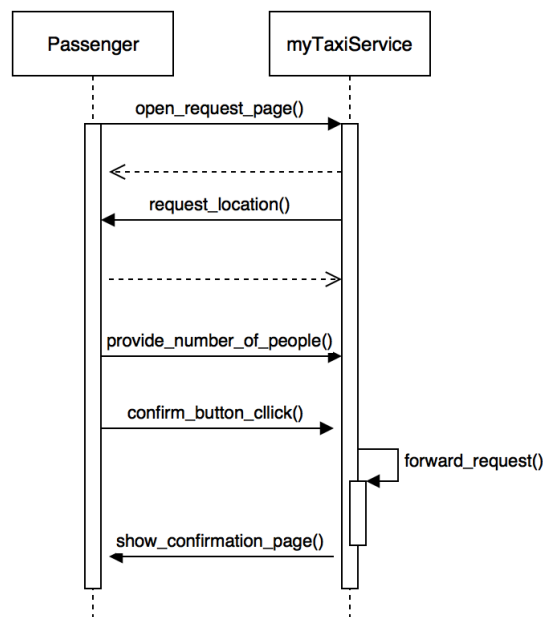 Passenger
myTaxiService
open_request_page()
request_location()
provide_number_of_people()
confirm_button_cllick()
forward_request()
show_confirmation_page()